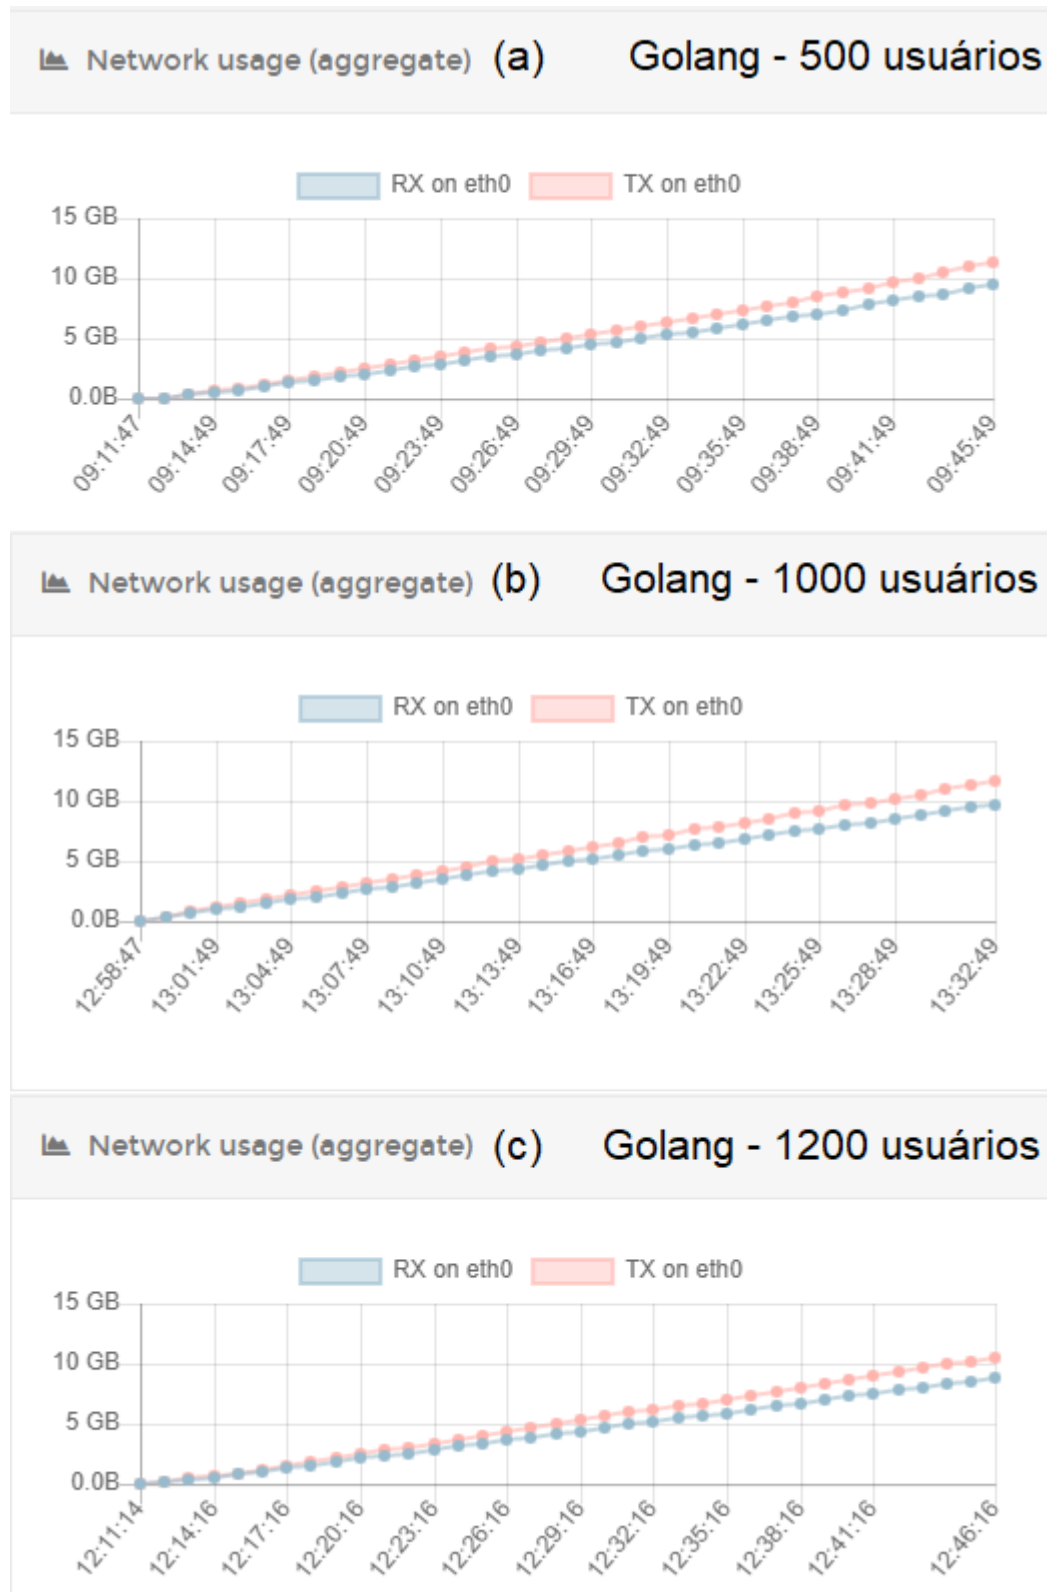 Network usage (aggregate) (a) Golang - 500 usuários
RX on eth0 TX on eth0
15 GB
10 GB
5 GB
0.0B
09:11:47 09:14:49 09:17:49 09:20:49 09:23:49 09:26:49 09:29:49 09:32:49 09:35:49 09:38:49 09:41:49 09:45:49
Network usage (aggregate) (b) Golang - 1000 usuários
RX on eth0 TX on eth0
15 GB
10 GB
5 GB
0.0B
12:58:47 13:01:49 13:04:49 13:07:49 13:10:49 13:13:49 13:16:49 13:19:49 13:22:49 13:25:49 13:28:49 13:32:49
Network usage (aggregate) (c) Golang - 1200 usuários
RX on eth0 TX on eth0
15 GB
10 GB
5 GB
0.0B
12:11:14 12:14:16 12:17:16 12:20:16 12:23:16 12:26:16 12:29:16 12:32:16 12:35:16 12:38:16 12:41:16 12:46:16